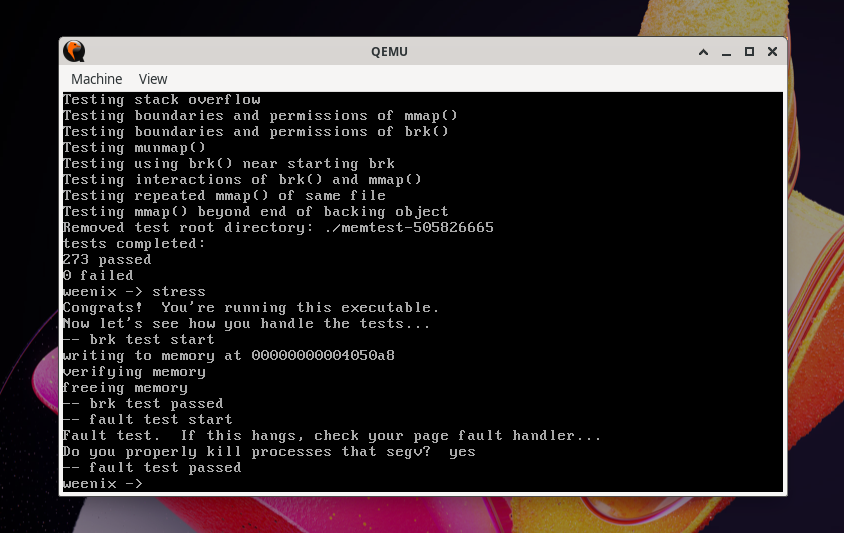 QEMU
Machine View
Testing stack overflow
Testing boundaries and permissions of mmap()
Testing boundaries and permissions of brk()
Testing munmap()
Testing using brk() near starting brk
Testing interactions of brk() and mmap()
Testing repeated mmap() of same file
Testing mmap() beyond end of backing object
Removed test root directory: ./memtest-505826665
tests completed:
273 passed
0 failed
weenix -> stress
Congrats!  You're running this executable.
Now let's see how you handle the tests...
-- brk test start
writing to memory at 00000000004050a8
verifying memory
freeing memory
-- brk test passed
-- fault test start
Fault test.  If this hangs, check your page fault handler...
Do you properly kill processes that segv?  yes
-- fault test passed
weenix ->